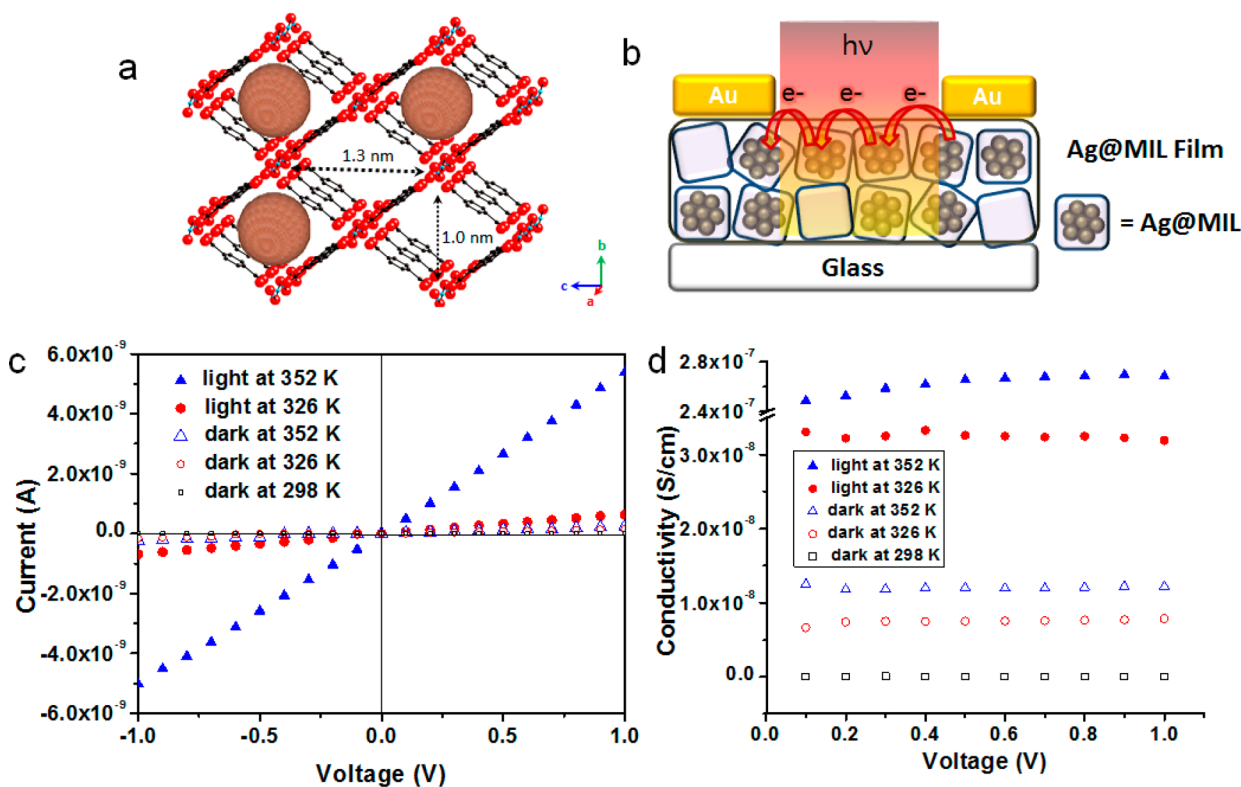 a
1.3 nm
1.0 nm
b
c
a
b
hν
Au
e-
e-
e-
Au
Ag@MIL Film
= Ag@MIL
Glass
c
6.0x10⁻⁹
4.0x10⁻⁹
2.0x10⁻⁹
0.0
-2.0x10⁻⁹
-4.0x10⁻⁹
-6.0x10⁻⁹
Current (A)
light at 352 K
light at 326 K
dark at 352 K
dark at 326 K
dark at 298 K
-1.0
-0.5
0.0
0.5
1.0
Voltage (V)
d
2.8x10⁻⁷
2.4x10⁻⁷
3.0x10⁻⁸
2.0x10⁻⁸
1.0x10⁻⁸
0.0
Conductivity (S/cm)
light at 352 K
light at 326 K
dark at 352 K
dark at 326 K
dark at 298 K
0.0
0.2
0.4
0.6
0.8
1.0
Voltage (V)